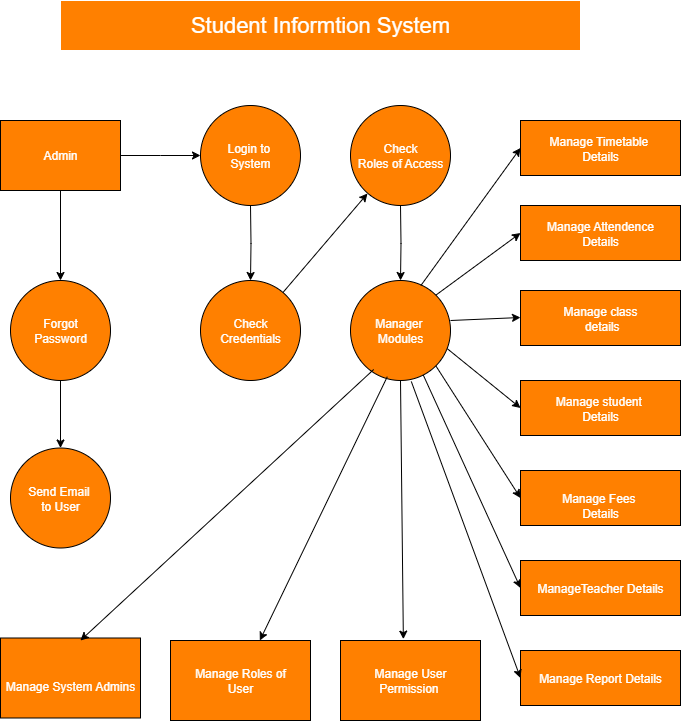 Student Informtion System
Admin
Login to
System
Check
Roles of Access
Manage Timetable
Details
Manage Attendence
Details
Forgot
Password
Check
Credentials
Manager
Modules
Manage class
details
Manage student
Details
Send Email
to User
Manage Fees
Details
ManageTeacher Details
Manage System Admins
Manage Roles of
User
Manage User
Permission
Manage Report Details